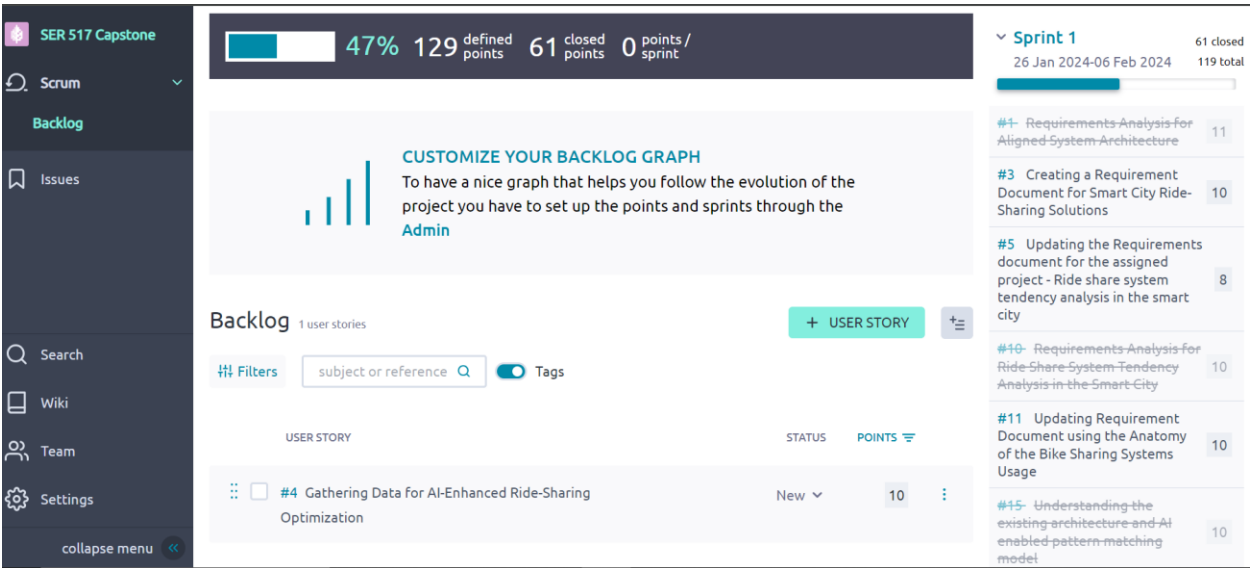 SER 517 Capstone
Scrum
Backlog
Issues
Search
Wiki
Team
Settings
collapse menu
47% 129 defined points 61 closed points 0 points / sprint
CUSTOMIZE YOUR BACKLOG GRAPH
To have a nice graph that helps you follow the evolution of the
project you have to set up the points and sprints through the
Admin
Backlog 1 user stories
+ USER STORY
Filters
subject or reference
Tags
USER STORY STATUS POINTS
#4 Gathering Data for AI-Enhanced Ride-Sharing
Optimization
New
10
Sprint 1
61 closed
26 Jan 2024-06 Feb 2024
119 total
#1 Requirements Analysis for
Aligned System Architecture
11
#3 Creating a Requirement
Document for Smart City Ride-
Sharing Solutions
10
#5 Updating the Requirements
document for the assigned
project - Ride share system
tendency analysis in the smart
city
8
#10 Requirements Analysis for
Ride Share System Tendency
Analysis in the Smart City
10
#11 Updating Requirement
Document using the Anatomy
of the Bike Sharing Systems
Usage
10
#15 Understanding the
existing architecture and AI
enabled pattern matching
model
10